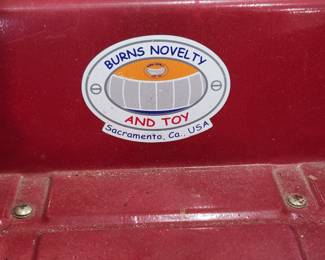 BURNS NOVELTY
AND TOY
Sacramento, Ca., USA